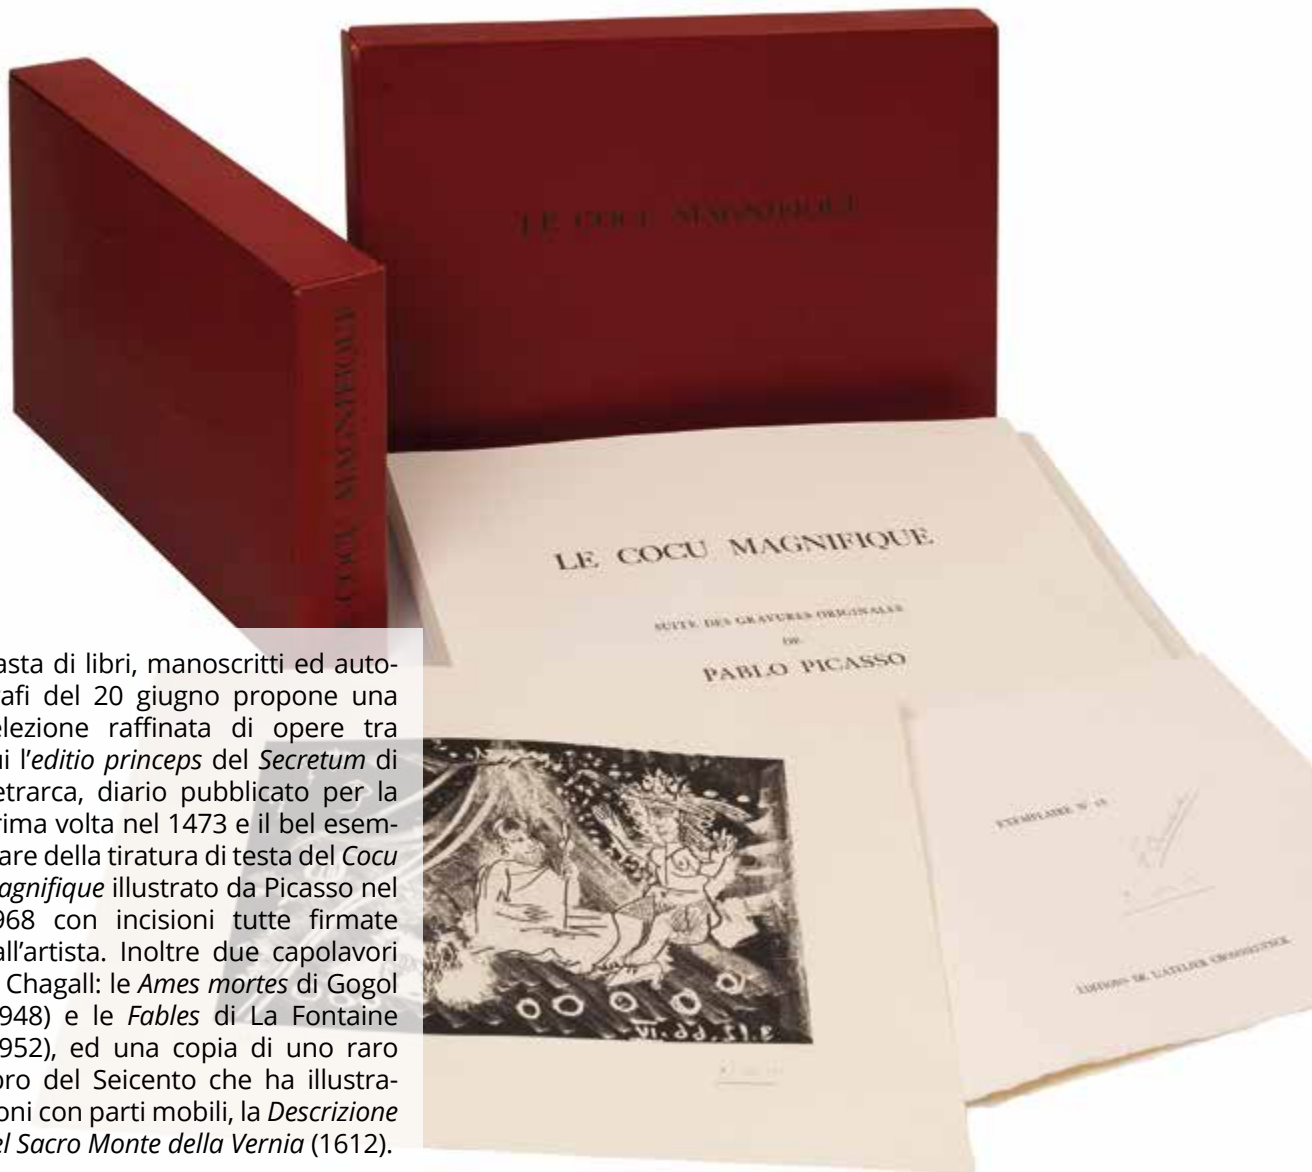 LE COCU MAGNIFIQUE
COCU MAGNIFIQUE
LE COCU MAGNIFIQUE
SUITE DES GRAVURES ORIGINALES
DE
PABLO PICASSO
EXEMPLAIRE N°
EDITIONS DE L'ATELIER CROMMELYNCK
asta di libri, manoscritti ed auto-
afi del 20 giugno propone una
elezione raffinata di opere tra
ui l'editio princeps del Secretum di
etrarca, diario pubblicato per la
rima volta nel 1473 e il bel esem-
are della tiratura di testa del Cocu
agnifique illustrato da Picasso nel
968 con incisioni tutte firmate
all'artista. Inoltre due capolavori
Chagall: le Ames mortes di Gogol
948) e le Fables di La Fontaine
952), ed una copia di uno raro
bro del Seicento che ha illustra-
oni con parti mobili, la Descrizione
el Sacro Monte della Vernia (1612).